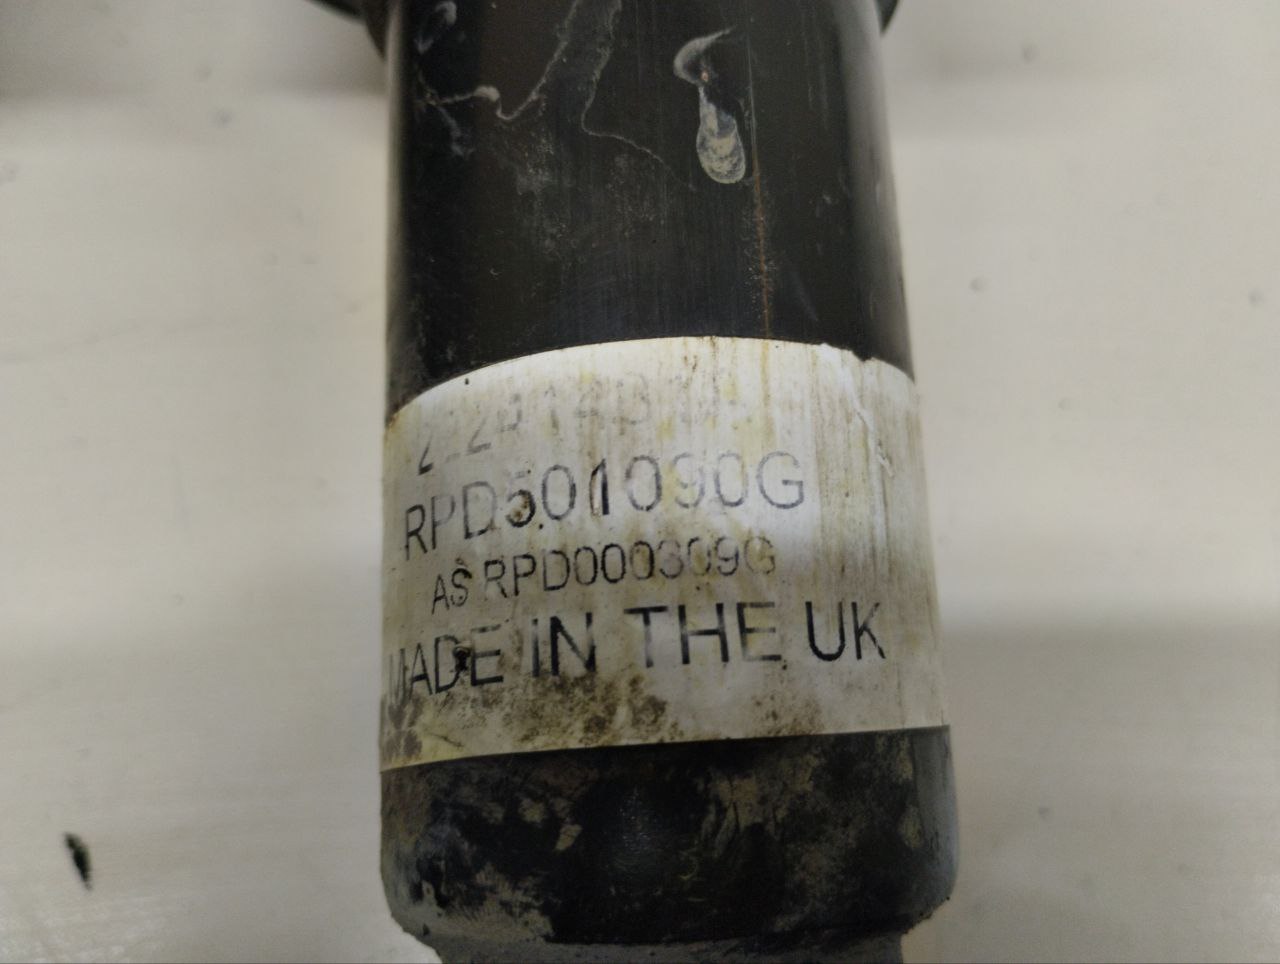 RPD501090G
AS RPD000309G
MADE IN THE UK